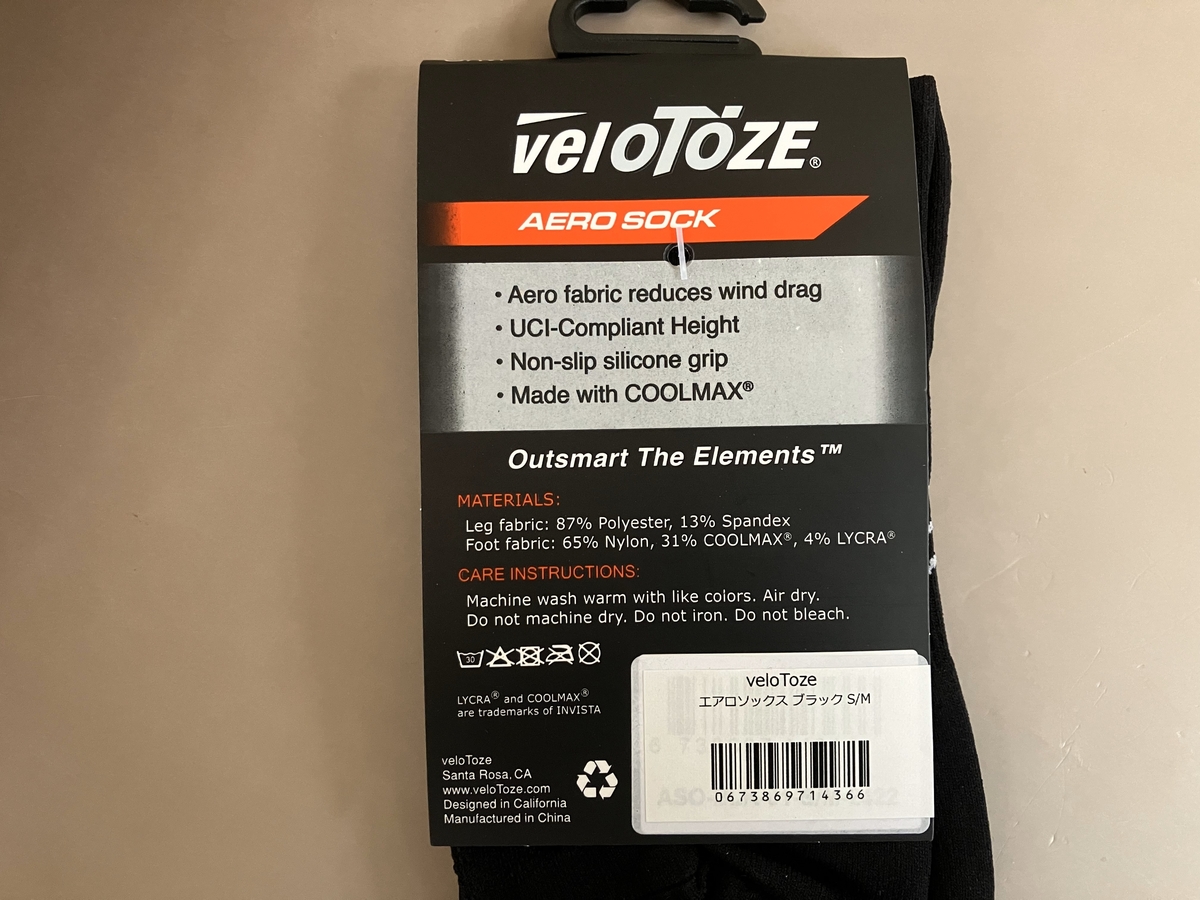 veloToze®
AERO SOCK
• Aero fabric reduces wind drag
• UCI-Compliant Height
• Non-slip silicone grip
• Made with COOLMAX®
Outsmart The Elements™
MATERIALS:
Leg fabric: 87% Polyester, 13% Spandex
Foot fabric: 65% Nylon, 31% COOLMAX®, 4% LYCRA®
CARE INSTRUCTIONS:
Machine wash warm with like colors. Air dry.
Do not machine dry. Do not iron. Do not bleach.
30
LYCRA® and COOLMAX®
are trademarks of INVISTA
veloToze
Santa Rosa, CA
www.veloToze.com
Designed in California
Manufactured in China
veloToze
エアロソックス ブラック S/M
0673869714366